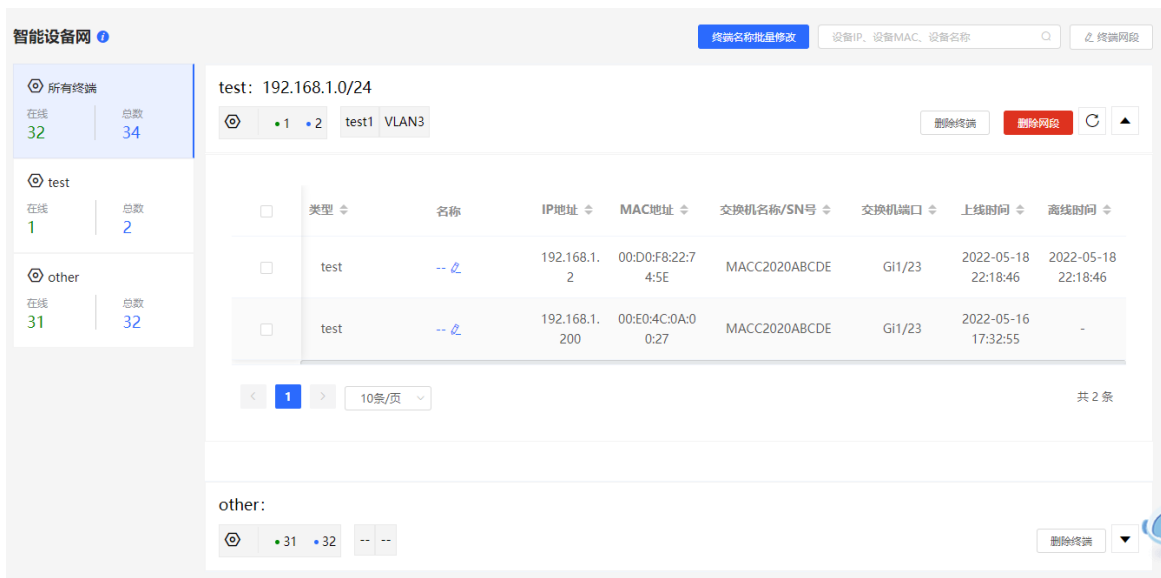 智能设备网
终端名称批量修改
设备IP、设备MAC、设备名称
终端网段
所有终端
在线 总数
32 34
test
在线 总数
1 2
other
在线 总数
31 32
test：192.168.1.0/24
1 2 test1 VLAN3
删除终端 删除网段
类型 名称 IP地址 MAC地址 交换机名称/SN号 交换机端口 上线时间 离线时间
test -- 192.168.1. 00:D0:F8:22:7 MACC2020ABCDE Gi1/23 2022-05-18 2022-05-18
2 4:5E 22:18:46 22:18:46
test -- 192.168.1. 00:E0:4C:0A:0 MACC2020ABCDE Gi1/23 2022-05-16 -
200 0:27 17:32:55
1 10条/页 共 2 条
other：
31 32 -- -- 删除终端